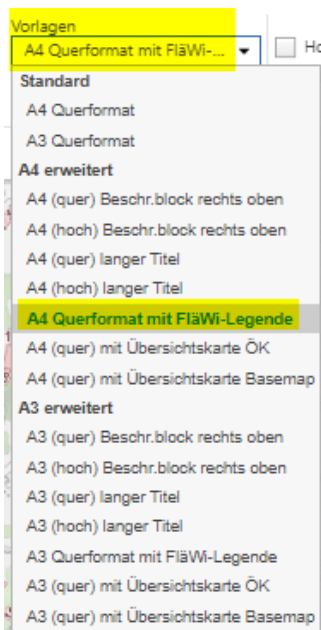 Vorlagen
A4 Querformat mit FläWi-...
Standard
A4 Querformat
A3 Querformat
A4 erweitert
A4 (quer) Beschr.block rechts oben
A4 (hoch) Beschr.block rechts oben
A4 (quer) langer Titel
A4 (hoch) langer Titel
A4 Querformat mit FläWi-Legende
A4 (quer) mit Übersichtskarte ÖK
A4 (quer) mit Übersichtskarte Basemap
A3 erweitert
A3 (quer) Beschr.block rechts oben
A3 (hoch) Beschr.block rechts oben
A3 (quer) langer Titel
A3 (hoch) langer Titel
A3 Querformat mit FläWi-Legende
A3 (quer) mit Übersichtskarte ÖK
A3 (quer) mit Übersichtskarte Basemap